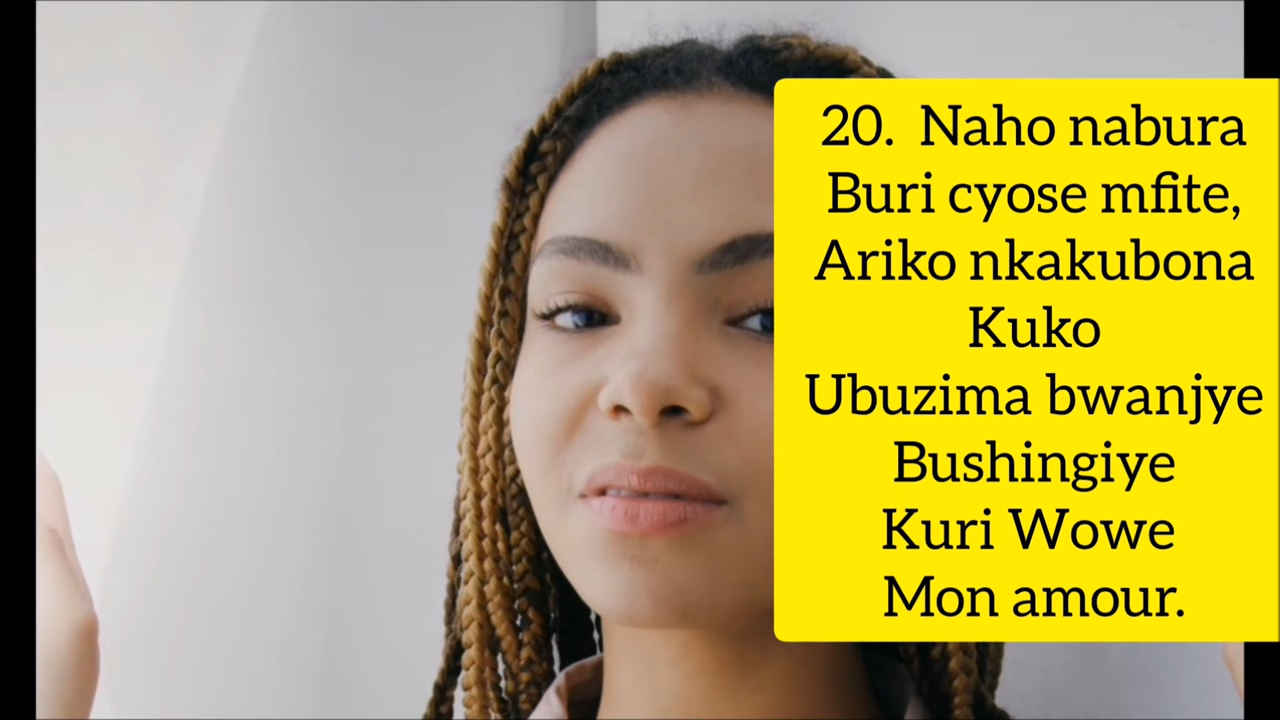 20. Naho nabura
Buri cyose mfite,
Ariko nkakubona
Kuko
Ubuzima bwanjye
Bushingiye
Kuri Wowe
Mon amour.